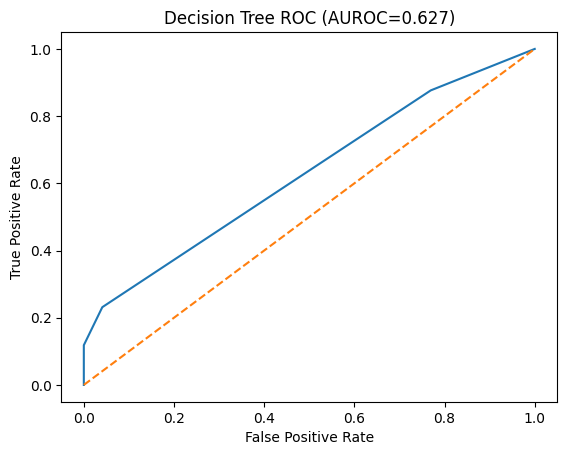 Decision Tree ROC (AUROC=0.627)
1.0
0.8
0.6
0.4
0.2
0.0
True Positive Rate
0.0 0.2 0.4 0.6 0.8 1.0
False Positive Rate